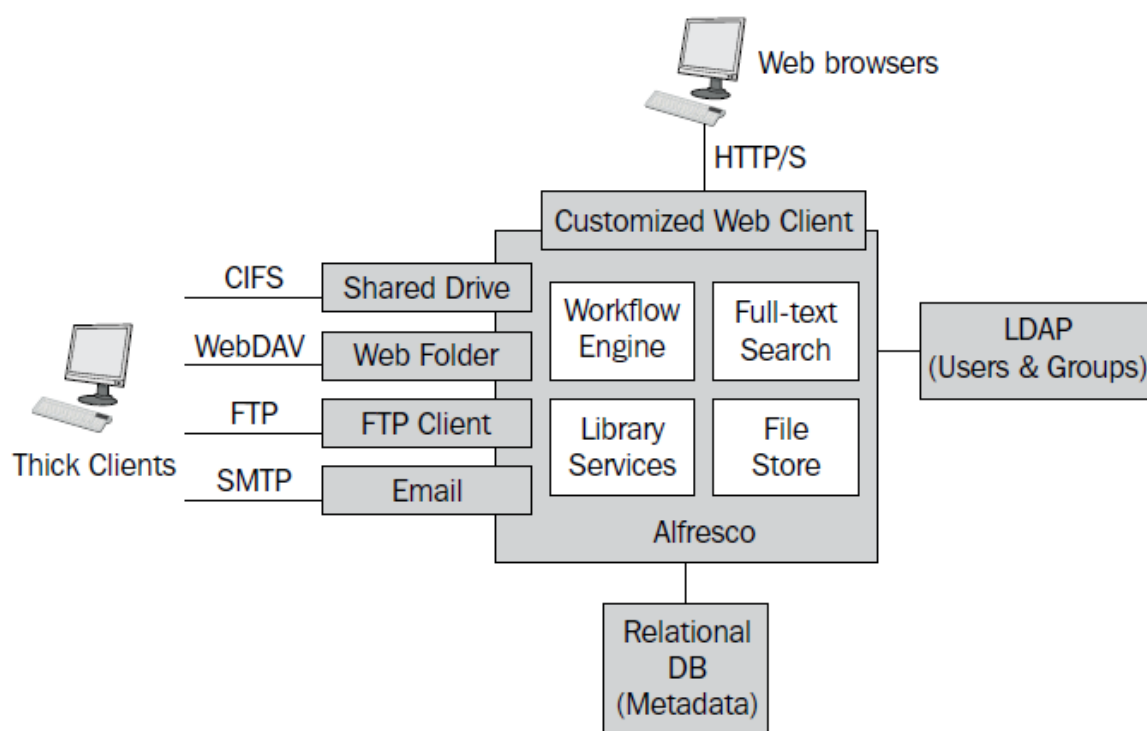 Web browsers
HTTP/S
Customized Web Client
CIFS
Shared Drive
WebDAV
Web Folder
FTP
FTP Client
SMTP
Email
Thick Clients
Workflow
Engine
Full-text
Search
Library
Services
File
Store
Alfresco
LDAP
(Users & Groups)
Relational
DB
(Metadata)